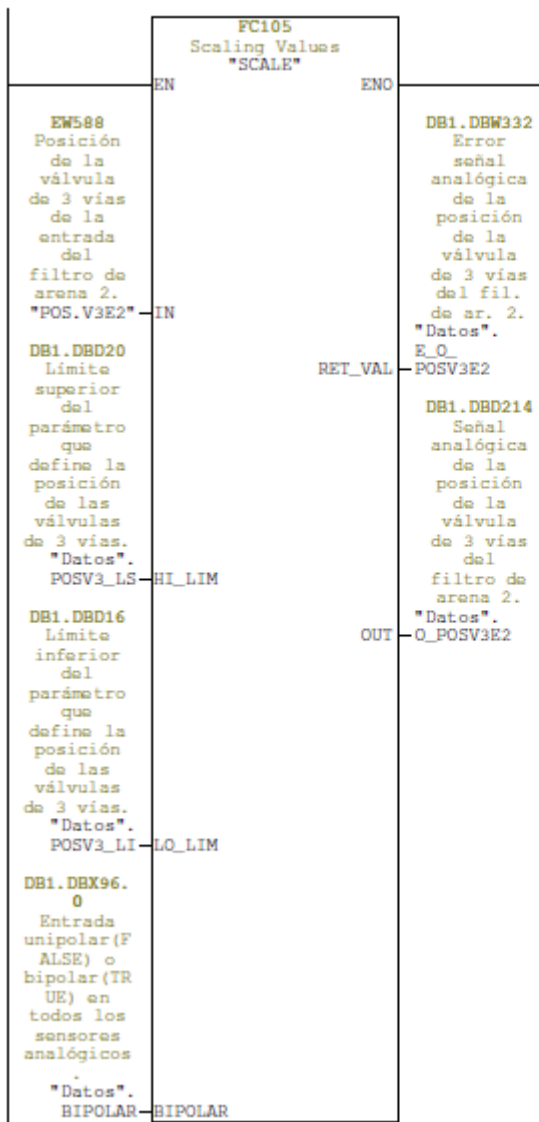 FC105
Scaling Values
"SCALE"
EN
ENO
EW588
Posición
de la
válvula
de 3 vías
de la
entrada
del
filtro de
arena 2.
"POS.V3E2"
IN
DB1.DBD20
Límite
superior
del
parámetro
que
define la
posición
de las
válvulas
de 3 vías.
"Datos".
POSV3_LS
HI_LIM
DB1.DBD16
Límite
inferior
del
parámetro
que
define la
posición
de las
válvulas
de 3 vías.
"Datos".
POSV3_LI
LO_LIM
DB1.DBX96.
0
Entrada
unipolar(F
ALSE) o
bipolar(TR
UE) en
todos los
sensores
analógicos
.
"Datos".
BIPOLAR
BIPOLAR
DB1.DBW332
Error
señal
analógica
de la
posición
de la
válvula
de 3 vías
del fil.
de ar. 2.
"Datos".
E_O_
POSV3E2
RET_VAL
DB1.DBD214
Señal
analógica
de la
posición
de la
válvula
de 3 vías
del
filtro de
arena 2.
"Datos".
O_POSV3E2
OUT